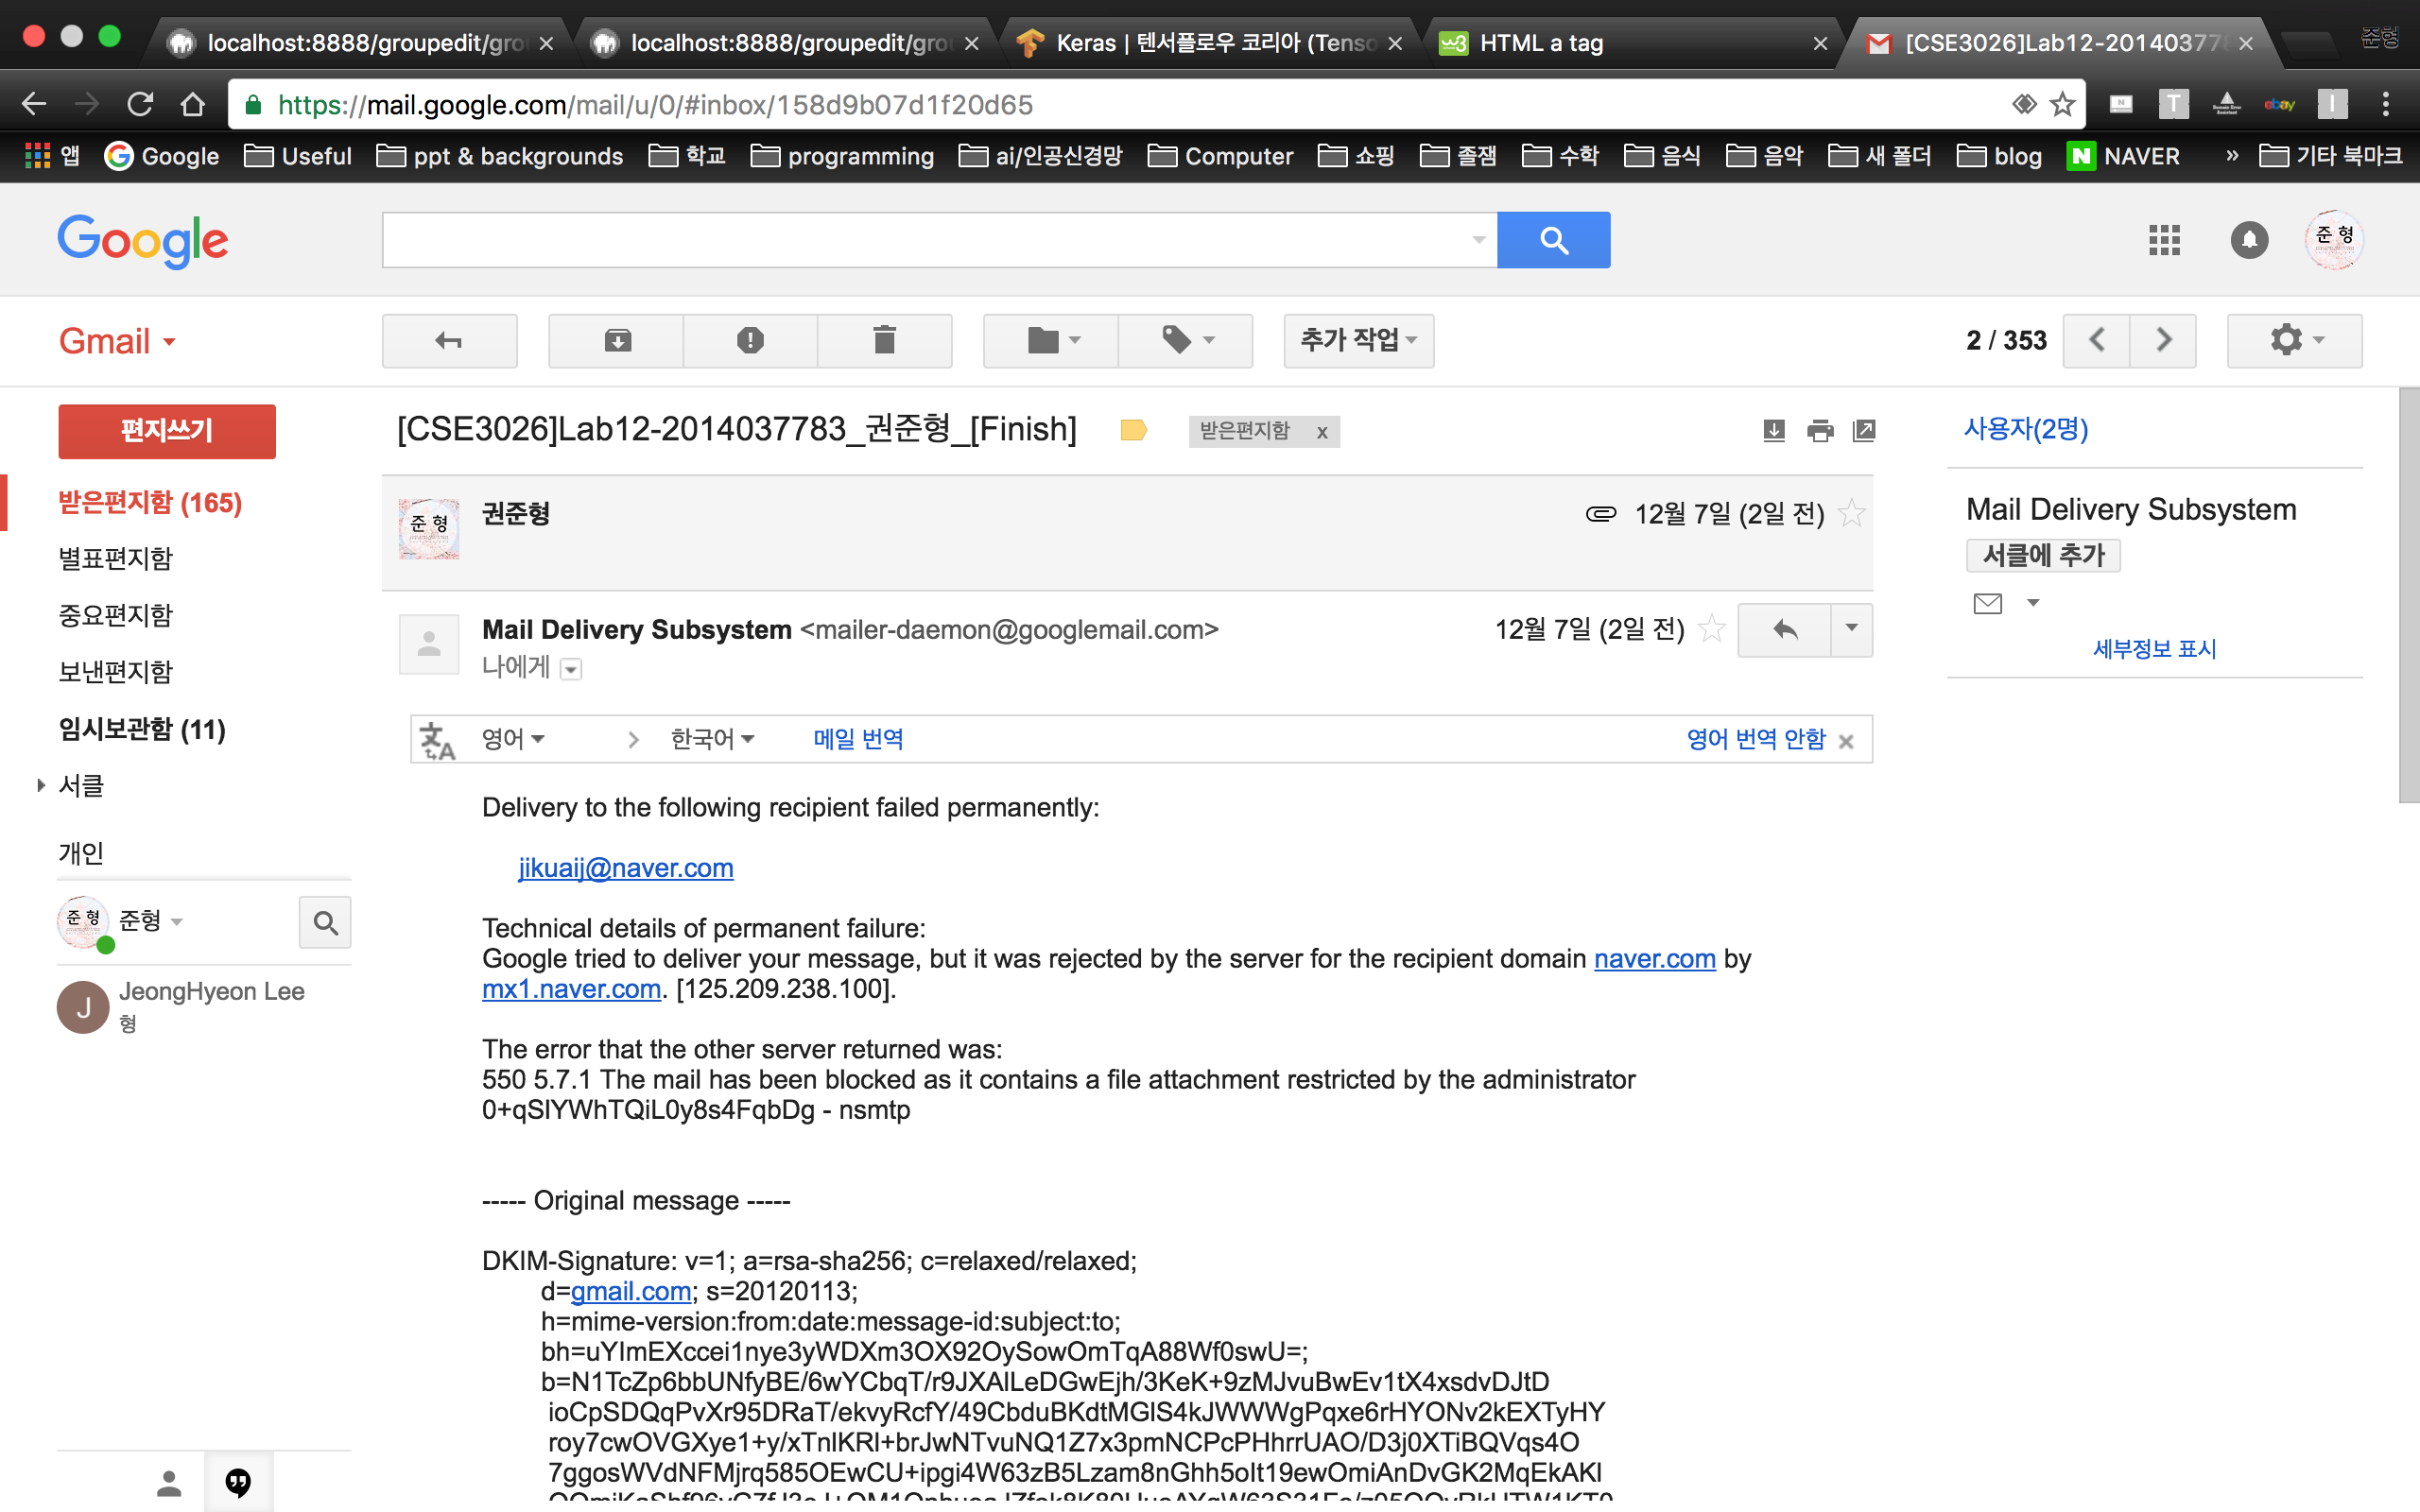 localhost:8888/groupedit/gro
localhost:8888/groupedit/grou
Keras | 텐서플로우 코리아 (Tenso
HTML a tag
[CSE3026]Lab12-2014037783
준형
https://mail.google.com/mail/u/0/#inbox/158d9b07d1f20d65
앱 Google Useful ppt & backgrounds 학교 programming ai/인공신경망 Computer 쇼핑 졸잼 수학 음식 음악 새 폴더 blog NAVER » 기타 북마크
Google
준 형
Gmail
추가 작업
2 / 353
편지쓰기
받은편지함 (165)
별표편지함
중요편지함
보낸편지함
임시보관함 (11)
서클
개인
준 형 준형
J JeongHyeon Lee
형
[CSE3026]Lab12-2014037783_권준형_[Finish]
받은편지함 x
준 형 권준형
12월 7일 (2일 전)
Mail Delivery Subsystem <mailer-daemon@googlemail.com>
12월 7일 (2일 전)
나에게
영어 한국어 메일 번역 영어 번역 안함
Delivery to the following recipient failed permanently:
jikuaij@naver.com
Technical details of permanent failure:
Google tried to deliver your message, but it was rejected by the server for the recipient domain naver.com by
mx1.naver.com. [125.209.238.100].
The error that the other server returned was:
550 5.7.1 The mail has been blocked as it contains a file attachment restricted by the administrator
0+qSlYWhTQiL0y8s4FqbDg - nsmtp
----- Original message -----
DKIM-Signature: v=1; a=rsa-sha256; c=relaxed/relaxed;
d=gmail.com; s=20120113;
h=mime-version:from:date:message-id:subject:to;
bh=uYImEXccei1nye3yWDXm3OX92OySowOmTqA88Wf0swU=;
b=N1TcZp6bbUNfyBE/6wYCbqT/r9JXAlLeDGwEjh/3KeK+9zMJvuBwEv1tX4xsdvDJtD
ioCpSDQqPvXr95DRaT/ekvyRcfY/49CbduBKdtMGlS4kJWWWgPqxe6rHYONv2kEXTyHY
roy7cwOVGXye1+y/xTnlKRl+brJwNTvuNQ1Z7x3pmNCPcPHhrrUAO/D3j0XTiBQVqs4O
7ggosWVdNFMjrq585OEwCU+ipgi4W63zB5Lzam8nGhh5oIt19ewOmiAnDvGK2MqEkAKl
사용자(2명)
Mail Delivery Subsystem
서클에 추가
세부정보 표시